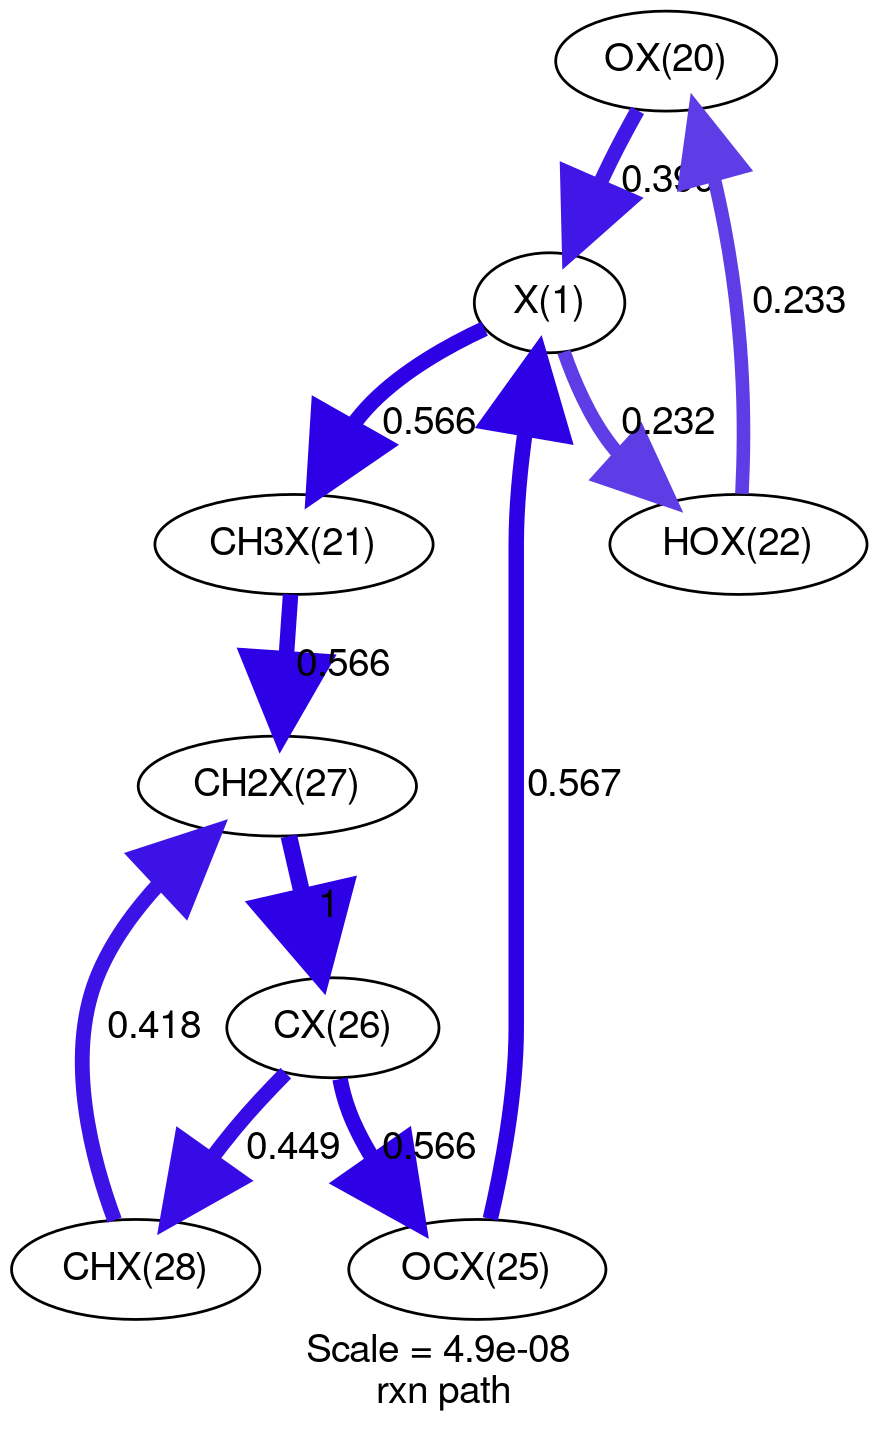 OX(20)
X(1)
0.233
0.566
0.232
CH3X(21)
HOX(22)
0.566
CH2X(27)
0.567
1
0.418
CX(26)
0.449
0.566
CHX(28)
OCX(25)
Scale = 4.9e-08
rxn path